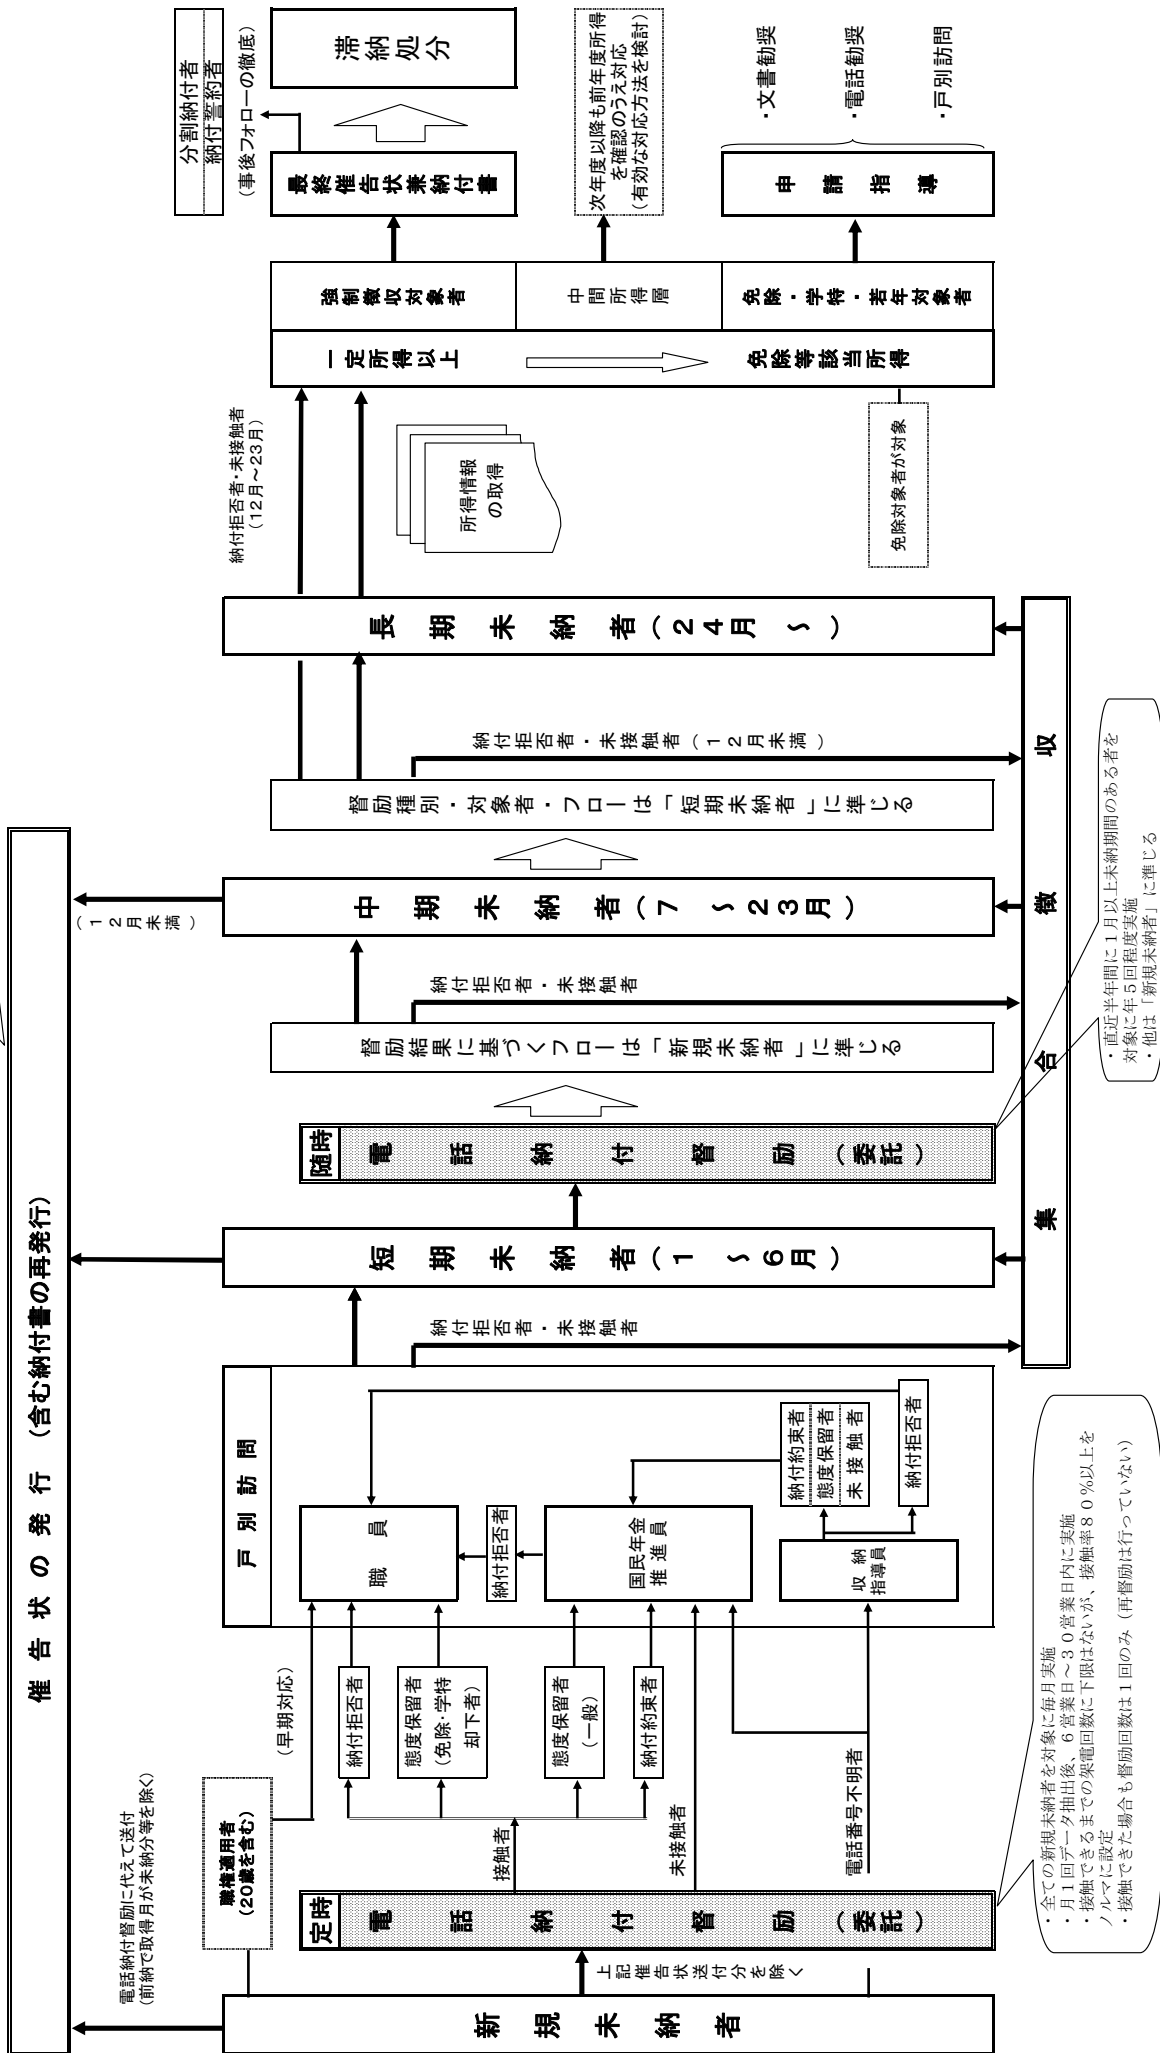 催告状の発行 (含む納付書の再発行)
電話納付督励に代えて送付
(前納で取得月が未納分等を除く)
(12月未満)
新規未納者
上記催告状送付分を除く
職権適用者
(20歳を含む)
(早期対応)
定時
電話納付督励(委託)
接触者
未接触者
電話番号不明者
納付拒否者
態度保留者
(免除・学特
却下者)
態度保留者
(一般)
納付約束者
戸別訪問
職員
納付拒否者
国民年金
推進員
収納
指導員
納付約束者
態度保留者
未接触者
納付拒否者
納付拒否者・未接触者
短期未納者(1~6月)
随時
電話納付督励(委託)
督励結果に基づくフローは「新規未納者」に準じる
納付拒否者・未接触者
中期未納者(7~23月)
督励種別・対象者・フローは「短期未納者」に準じる
納付拒否者・未接触者(12月未満)
長期未納者(24月~)
集合徴収
納付拒否者・未接触者
(12月~23月)
所得情報
の取得
免除対象者が対象
一定所得以上
免除等該当所得
強制徴収対象者
中間所得層
免除・学特・若年対象者
最終催告状兼納付書
次年度以降も前年度所得
を確認のうえ対応
(有効な対応方法を検討)
申請指導
分割納付者
納付誓約者
(事後フォローの徹底)
滞納処分
・文書勧奨
・電話勧奨
・戸別訪問
・全ての新規未納者を対象に毎月実施
・月1回データ抽出後、6営業日~30営業日内に実施
・接触できるまでの架電回数に下限はないが、接触率80%以上を
ノルマに設定
・接触できた場合も督励回数は1回のみ(再督励は行っていない)
・直近半年間に1月以上未納期間のある者を
対象に年5回程度実施
・他は「新規未納者」に準じる